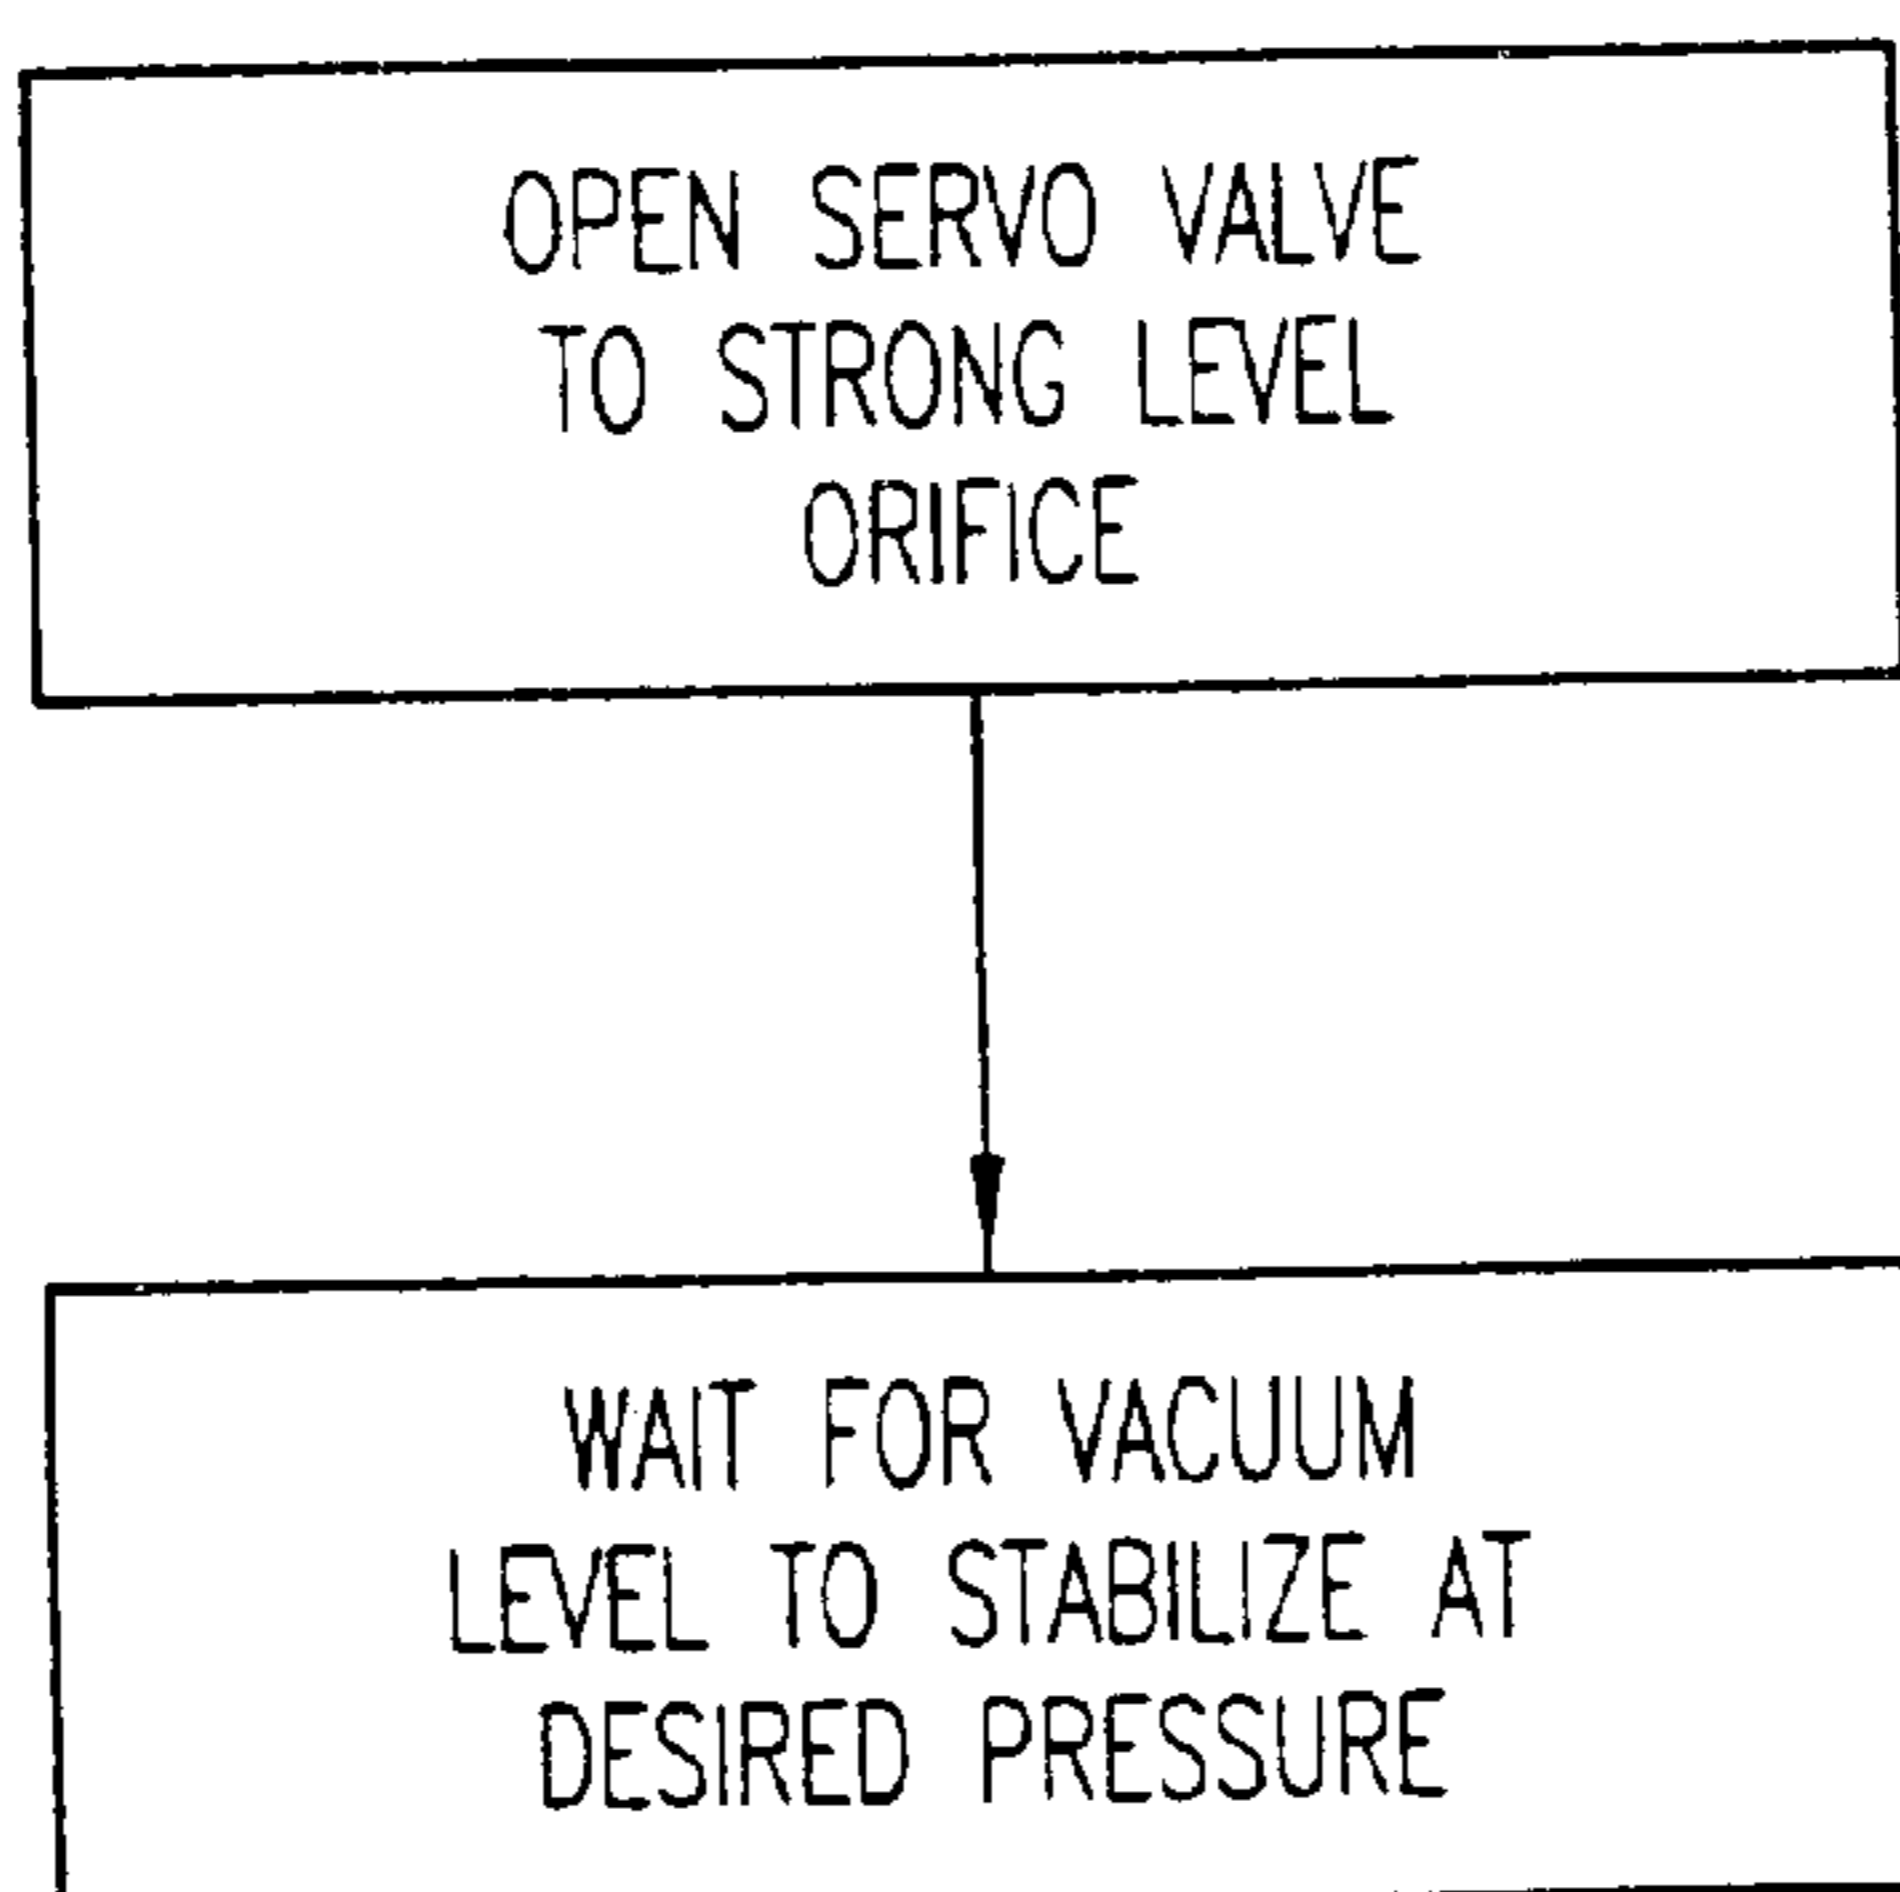 OPEN SERVO VALVE
TO STRONG LEVEL
ORIFICE
WAIT FOR VACUUM
LEVEL TO STABILIZE AT
DESIRED PRESSURE